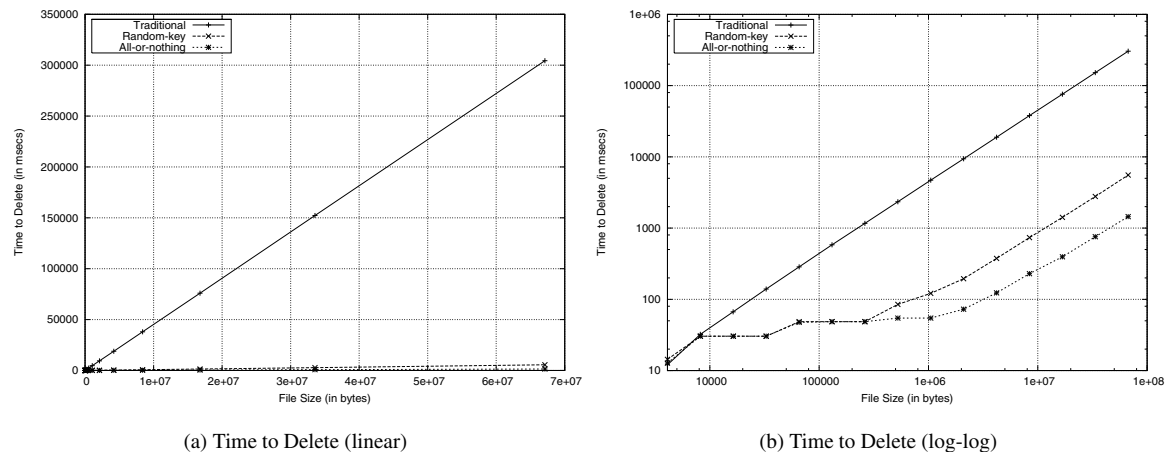 Traditional
Random-key
All-or-nothing
350000
300000
250000
200000
150000
100000
50000
0
Time to Delete (in msecs)
0 1e+07 2e+07 3e+07 4e+07 5e+07 6e+07 7e+07
File Size (in bytes)
(a) Time to Delete (linear)
Traditional
Random-key
All-or-nothing
1e+06
100000
10000
1000
100
10
Time to Delete (in msecs)
10000 100000 1e+06 1e+07 1e+08
File Size (in bytes)
(b) Time to Delete (log-log)